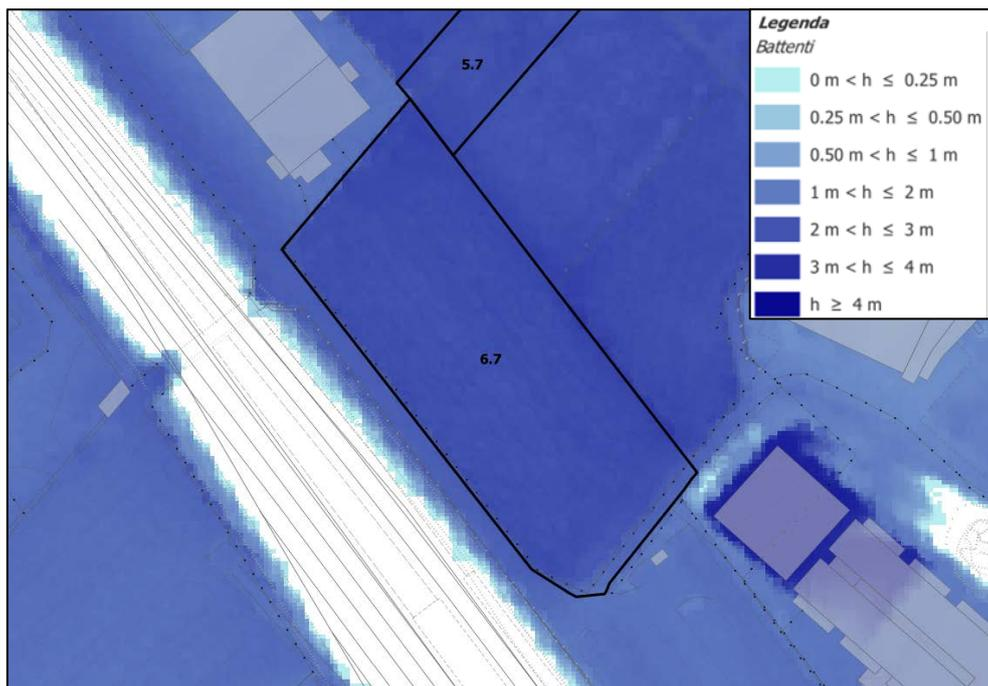 Legenda
Battenti
0 m < h ≤ 0.25 m
0.25 m < h ≤ 0.50 m
0.50 m < h ≤ 1 m
1 m < h ≤ 2 m
2 m < h ≤ 3 m
3 m < h ≤ 4 m
h ≥ 4 m
5.7
6.7